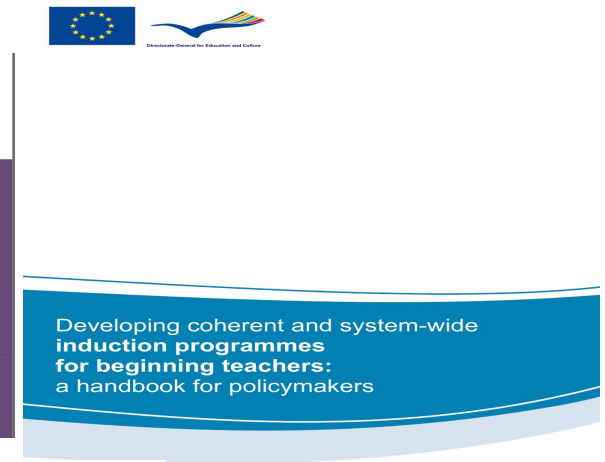 Directorate-General for Education and Culture
Developing coherent and system-wide
induction programmes
for beginning teachers:
a handbook for policymakers